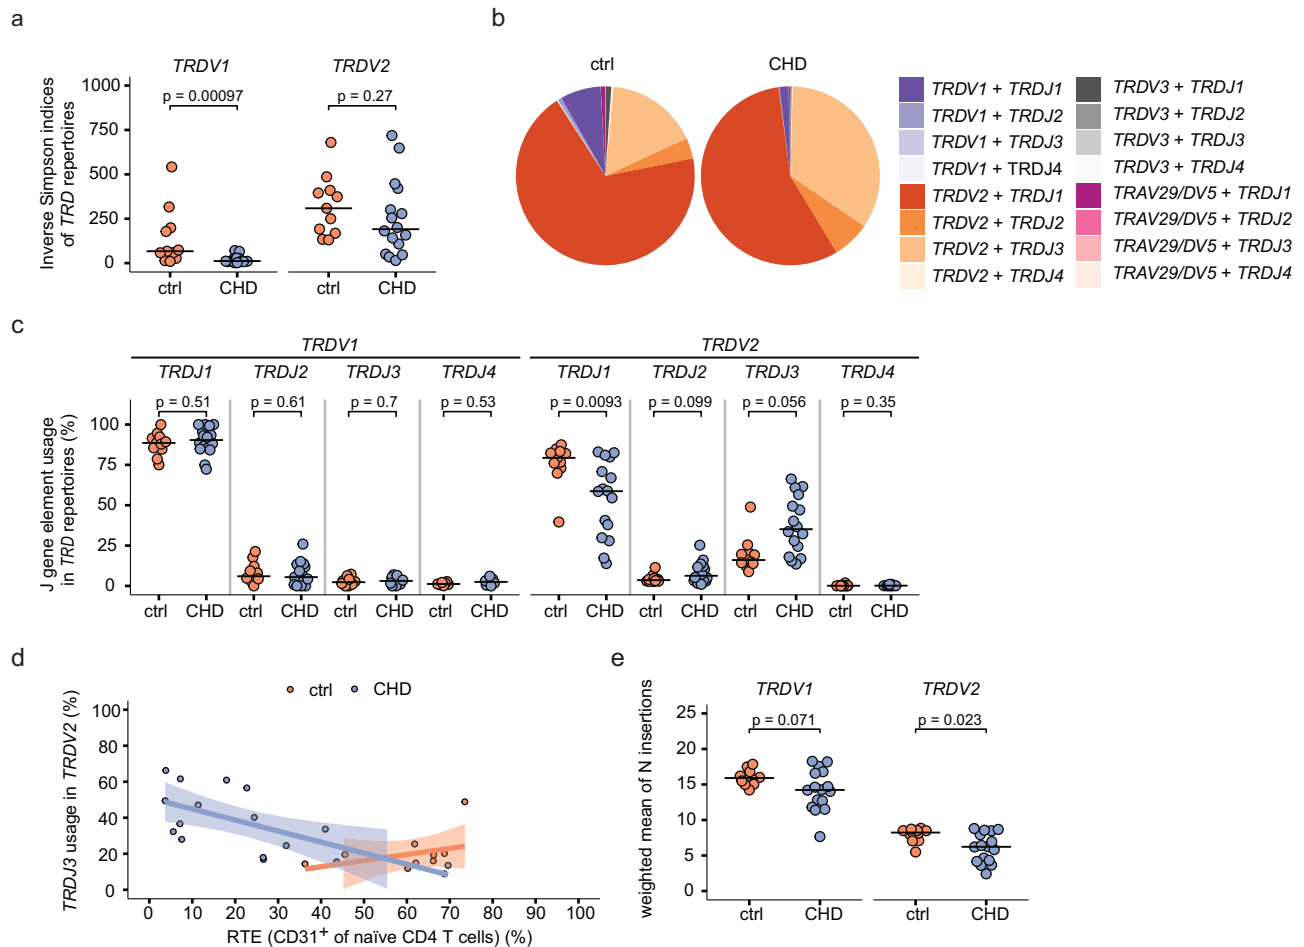 a
TRDV1
TRDV2
p = 0.00097
p = 0.27
Inverse Simpson indices
of TRD repertoires
1000
750
500
250
0
ctrl
CHD
ctrl
CHD
b
ctrl
CHD
TRDV1 + TRDJ1
TRDV1 + TRDJ2
TRDV1 + TRDJ3
TRDV1 + TRDJ4
TRDV2 + TRDJ1
TRDV2 + TRDJ2
TRDV2 + TRDJ3
TRDV2 + TRDJ4
TRDV3 + TRDJ1
TRDV3 + TRDJ2
TRDV3 + TRDJ3
TRDV3 + TRDJ4
TRAV29/DV5 + TRDJ1
TRAV29/DV5 + TRDJ2
TRAV29/DV5 + TRDJ3
TRAV29/DV5 + TRDJ4
c
TRDV1
TRDV2
TRDJ1
TRDJ2
TRDJ3
TRDJ4
TRDJ1
TRDJ2
TRDJ3
TRDJ4
p = 0.51
p = 0.61
p = 0.7
p = 0.53
p = 0.0093
p = 0.099
p = 0.056
p = 0.35
J gene element usage
in TRD repertoires (%)
100
75
50
25
0
ctrl
CHD
ctrl
CHD
ctrl
CHD
ctrl
CHD
ctrl
CHD
ctrl
CHD
ctrl
CHD
ctrl
CHD
d
ctrl
CHD
TRDJ3 usage in TRDV2 (%)
100
80
60
40
20
0
0 10 20 30 40 50 60 70 80 90 100
RTE (CD31+ of naïve CD4 T cells) (%)
e
TRDV1
TRDV2
p = 0.071
p = 0.023
weighted mean of N insertions
25
20
15
10
5
0
ctrl
CHD
ctrl
CHD